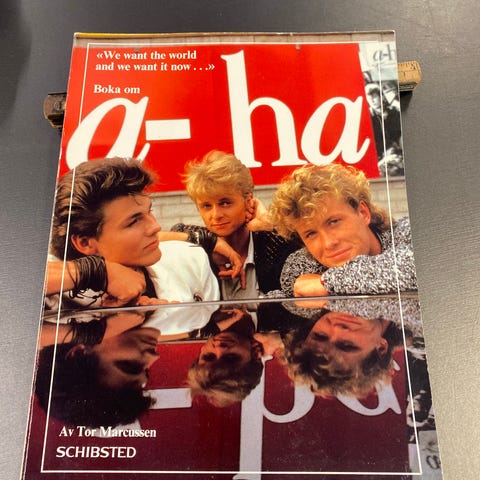 «We want the world
and we want it now . . .»
Boka om
a-ha
Av Tor Marcussen
SCHIBSTED